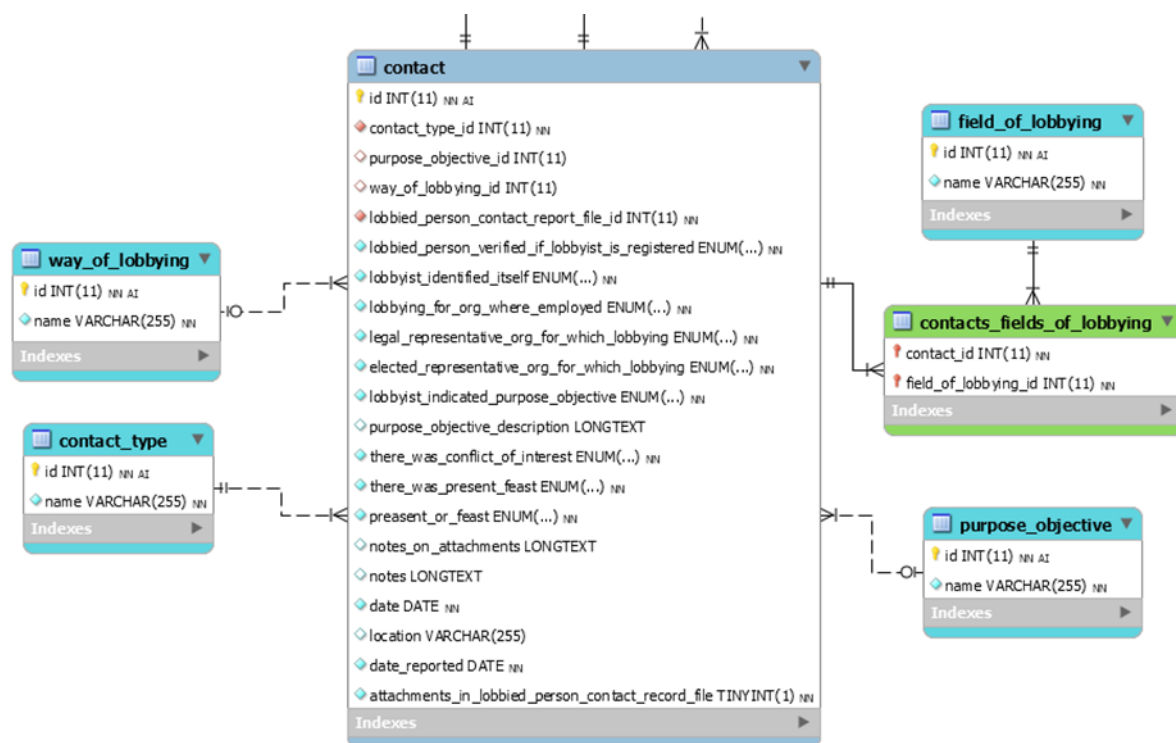 contact
id INT(11) NN AI
contact_type_id INT(11) NN
purpose_objective_id INT(11)
way_of_lobbying_id INT(11)
lobbied_person_contact_report_file_id INT(11) NN
lobbied_person_verified_if_lobbyist_is_registered ENUM(...) NN
lobbyist_identified_itself ENUM(...) NN
lobbying_for_org_where_employed ENUM(...) NN
legal_representative_org_for_which_lobbying ENUM(...) NN
elected_representative_org_for_which_lobbying ENUM(...) NN
lobbyist_indicated_purpose_objective ENUM(...) NN
purpose_objective_description LONGTEXT
there_was_conflict_of_interest ENUM(...) NN
there_was_present_feast ENUM(...) NN
preasent_or_feast ENUM(...) NN
notes_on_attachments LONGTEXT
notes LONGTEXT
date DATE NN
location VARCHAR(255)
date_reported DATE NN
attachments_in_lobbied_person_contact_record_file TINYINT(1) NN
Indexes
way_of_lobbying
id INT(11) NN AI
name VARCHAR(255) NN
Indexes
contact_type
id INT(11) NN AI
name VARCHAR(255) NN
Indexes
field_of_lobbying
id INT(11) NN AI
name VARCHAR(255) NN
Indexes
contacts_fields_of_lobbying
contact_id INT(11) NN
field_of_lobbying_id INT(11) NN
Indexes
purpose_objective
id INT(11) NN AI
name VARCHAR(255) NN
Indexes